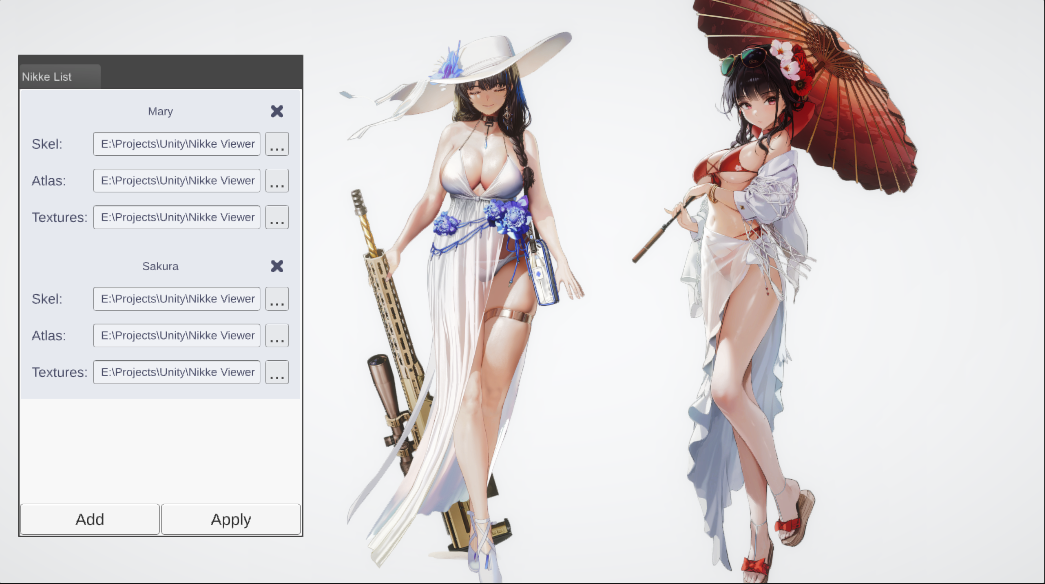 Nikke List
Mary
Skel: E:\Projects\Unity\Nikke Viewer ...
Atlas: E:\Projects\Unity\Nikke Viewer ...
Textures: E:\Projects\Unity\Nikke Viewer ...
Sakura
Skel: E:\Projects\Unity\Nikke Viewer ...
Atlas: E:\Projects\Unity\Nikke Viewer ...
Textures: E:\Projects\Unity\Nikke Viewer ...
Add Apply